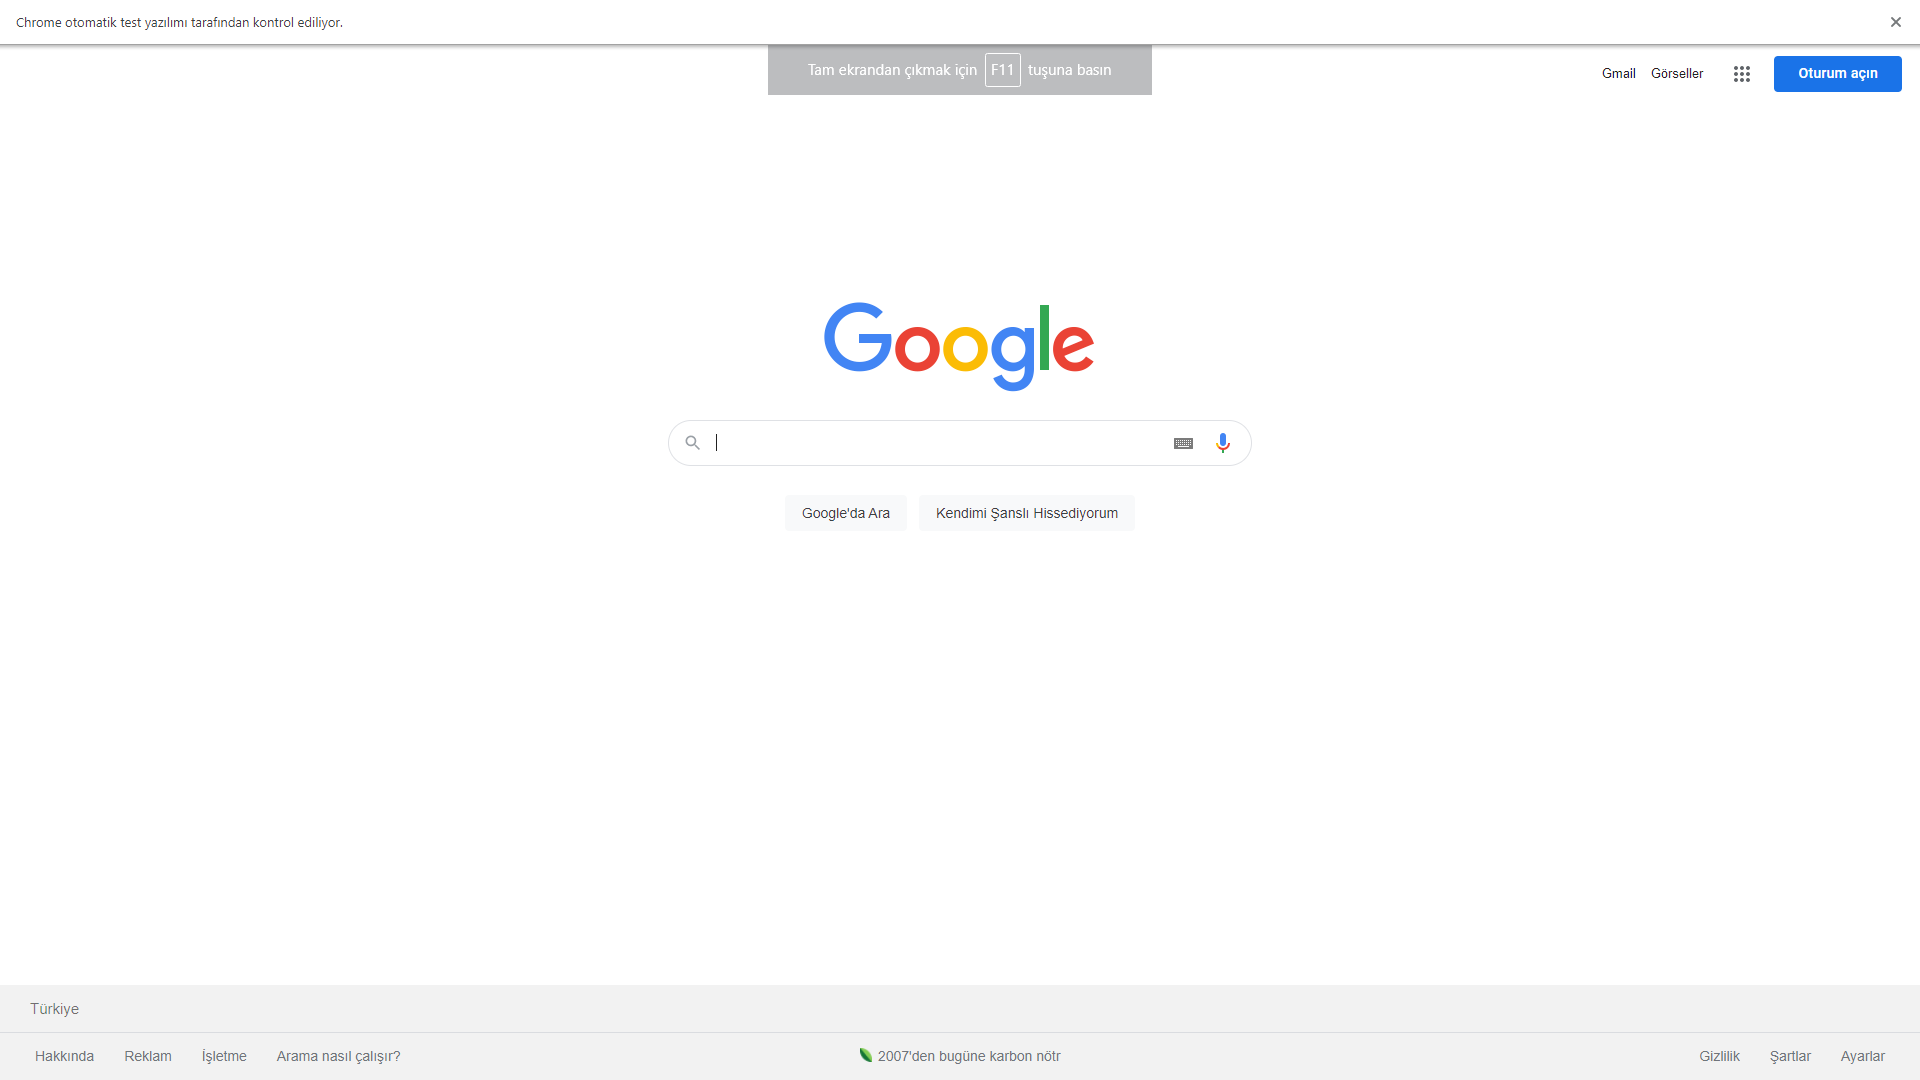 Chrome otomatik test yazılımı tarafından kontrol ediliyor.
Tam ekrandan çıkmak için F11 tuşuna basın
Gmail Görseller Oturum açın
Google
Google'da Ara Kendimi Şanslı Hissediyorum
Türkiye
Hakkında Reklam İşletme Arama nasıl çalışır? 2007'den bugüne karbon nötr Gizlilik Şartlar Ayarlar